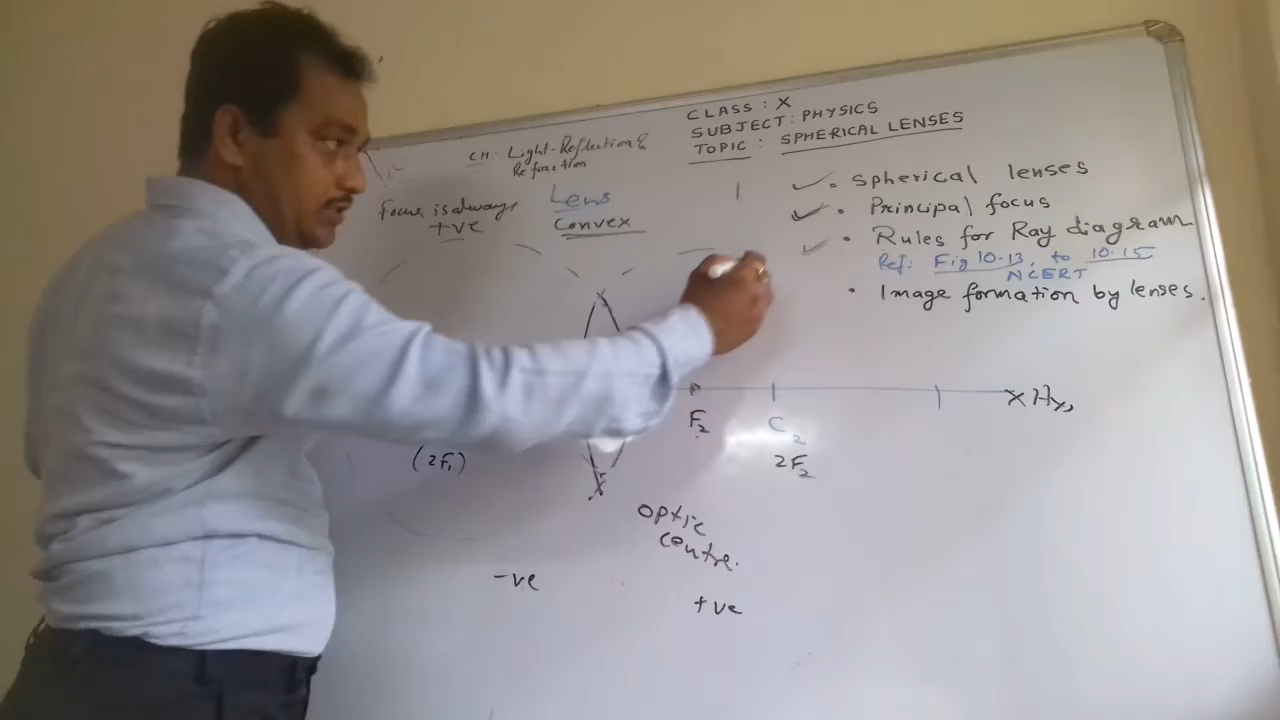 CLASS : X
SUBJECT: PHYSICS
TOPIC : SPHERICAL LENSES
CH: Light-Reflection &
Refraction
Focus is always
+ve
Lens
Convex
• Spherical lenses
• Principal focus
• Rules for Ray diagram
Ref: Fig 10.13, to 10.15
NCERT
• Image formation by lenses.
F₂
C₂
(2F₁)
2F₂
optic
centre.
-ve
+ve